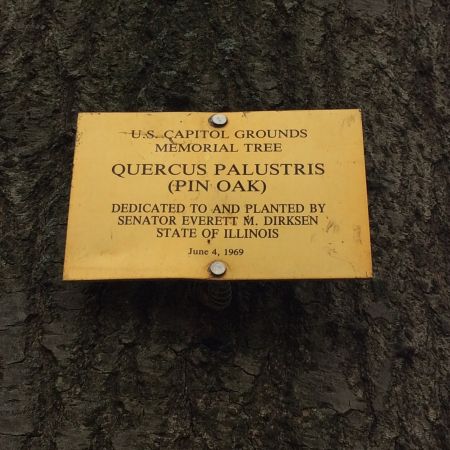 U.S. CAPITOL GROUNDS
MEMORIAL TREE
QUERCUS PALUSTRIS
(PIN OAK)
DEDICATED TO AND PLANTED BY
SENATOR EVERETT M. DIRKSEN
STATE OF ILLINOIS
June 4, 1969